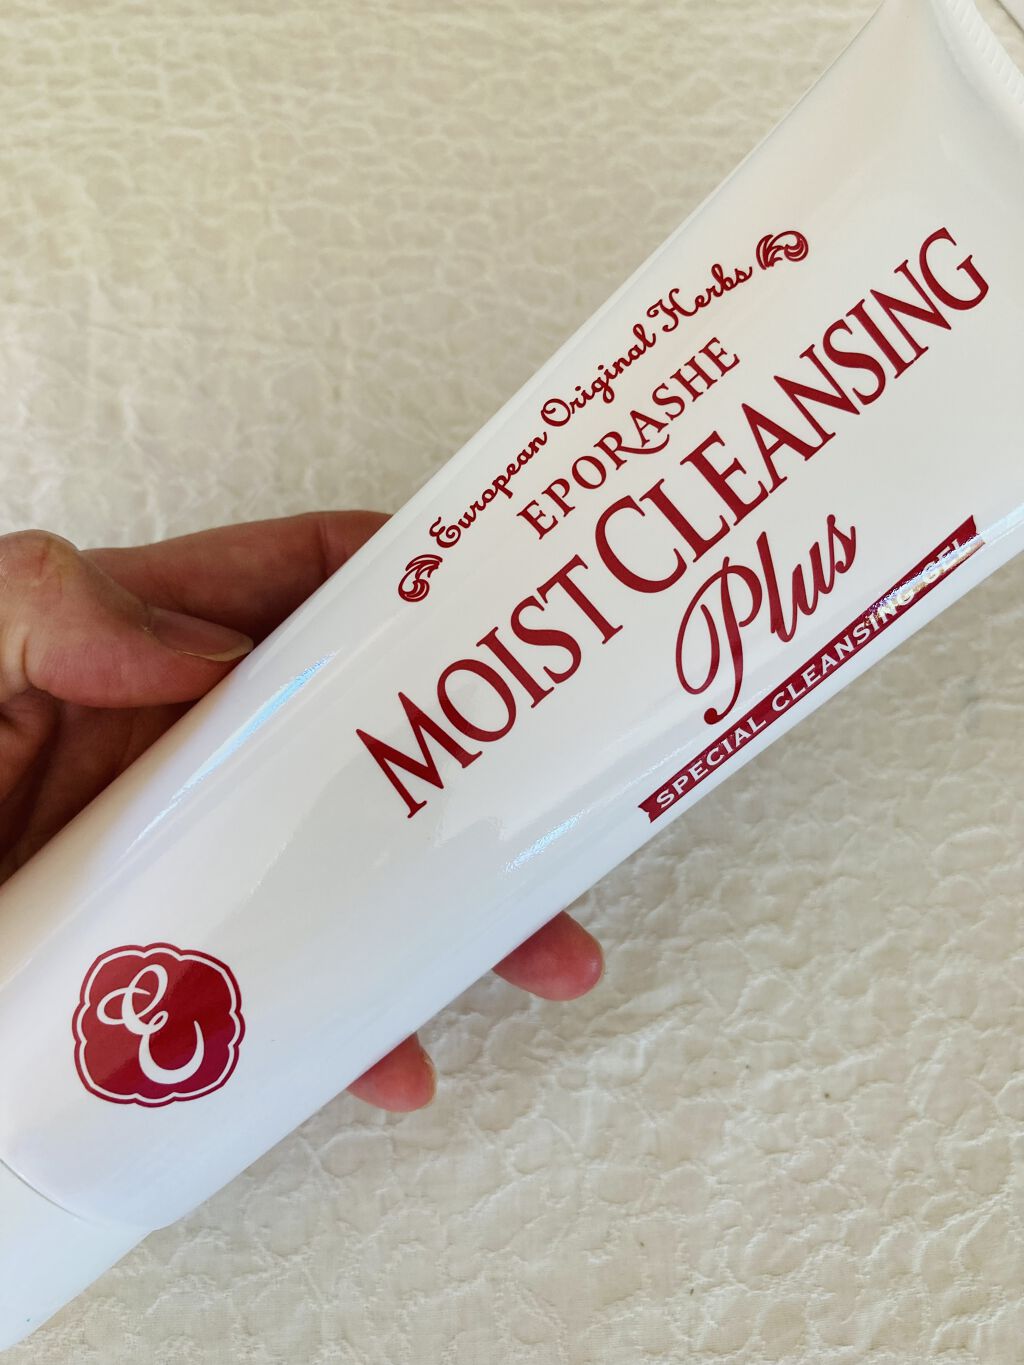 European Original Herbs
EPORASHE
MOIST CLEANSING
Plus
SPECIAL CLEANSING GEL
E